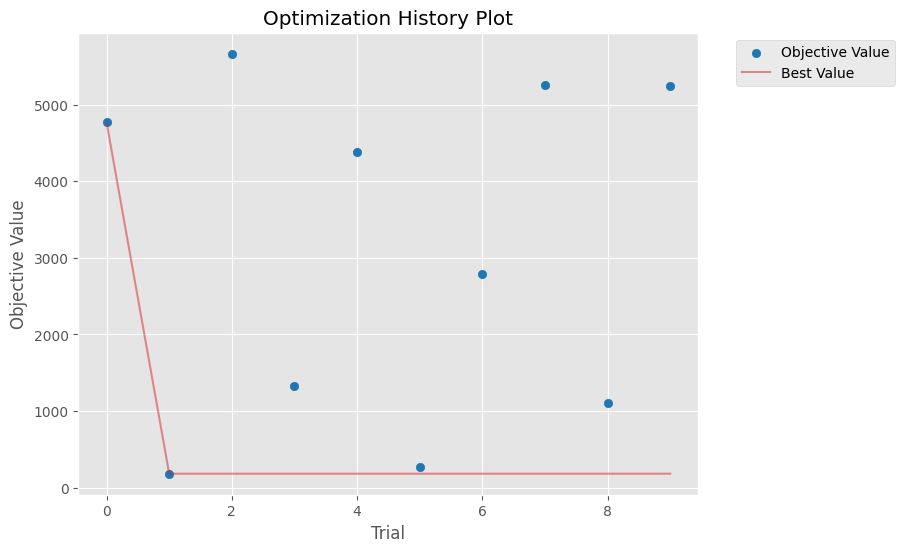 Optimization History Plot
Objective Value
Best Value
5000
4000
3000
2000
1000
0
Objective Value
0 2 4 6 8
Trial